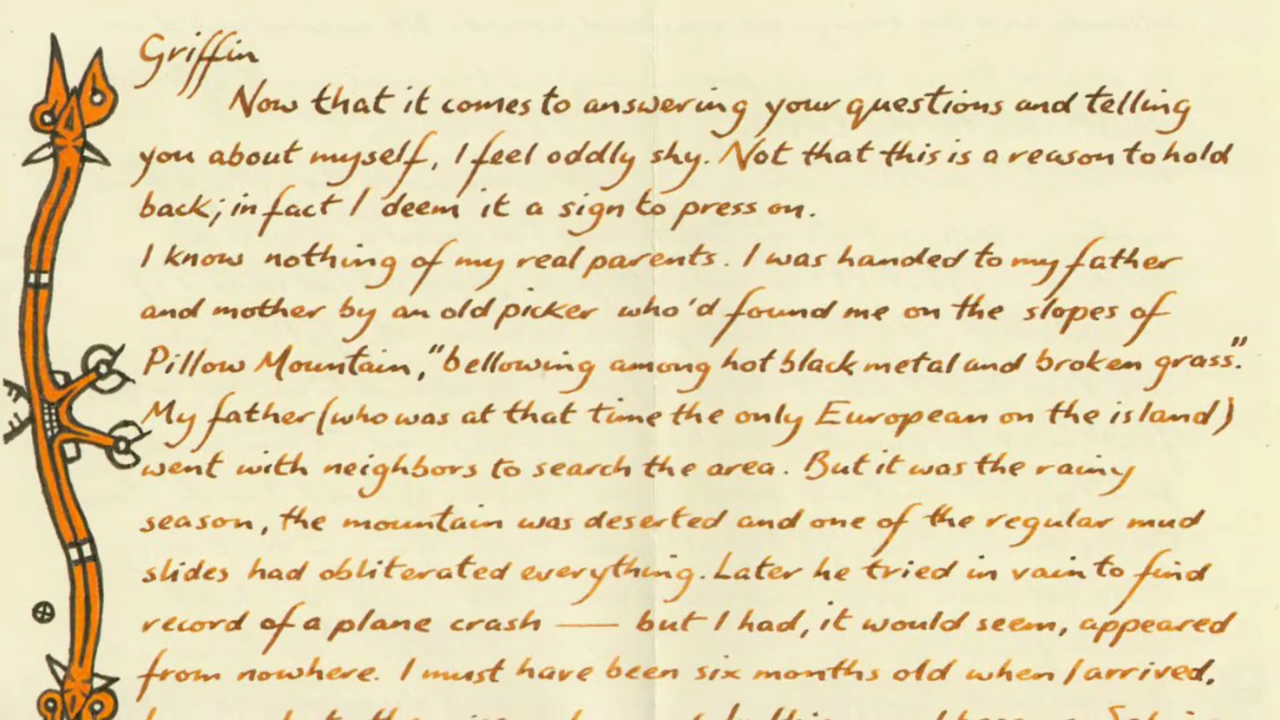 Griffin
Now that it comes to answering your questions and telling
you about myself, I feel oddly shy. Not that this is a reason to hold
back; in fact I deem it a sign to press on.
I know nothing of my real parents. I was handed to my father
and mother by an old picker who'd found me on the slopes of
Pillow Mountain, "bellowing among hot black metal and broken grass."
My father (who was at that time the only European on the island)
went with neighbors to search the area. But it was the rainy
season, the mountain was deserted and one of the regular mud
slides had obliterated everything. Later he tried in vain to find
record of a plane crash — but I had, it would seem, appeared
from nowhere. I must have been six months old when I arrived.